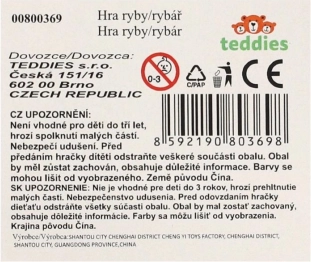 00800369
Hra ryby/rybář
Hra ryby/rybár
teddies
Dovozce/Dovozca:
TEDDIES s.r.o.
Česká 151/16
602 00 Brno
CZECH REPUBLIC
0-3
C/PÁP
CZ UPOZORNĚNÍ:
Není vhodné pro děti do tří let,
hrozí spolknutí malých částí.
Nebezpečí udušení. Před
8 592190 803698
předáním hračky dítěti odstraňte veškeré součásti obalu. Obal
by měl zůstat zachován, obsahuje důležité informace. Barvy se
mohou lišit od vyobrazeného. Země původu Čína.
SK UPOZORNENIE: Nie je vhodné pre deti do 3 rokov, hrozí prehltnutie
malých častí. Nebezpečenstvo udusenia. Pred odovzdaním hračky
dieťaťu odstráňte všetky súčasti obalu. Obal by mal zostať zachovaný,
obsahuje dôležité informácie. Farby sa môžu líšiť od vyobrazenia.
Krajina pôvodu Čína.
Výrobce/Výrobca: SHANTOU CITY CHENGHAI DISTRICT CHENG YI TOYS FACTORY, CHENGHAI DISTRICT,
SHANTOU CITY, GUANGDONG PROVINCE,CHINA